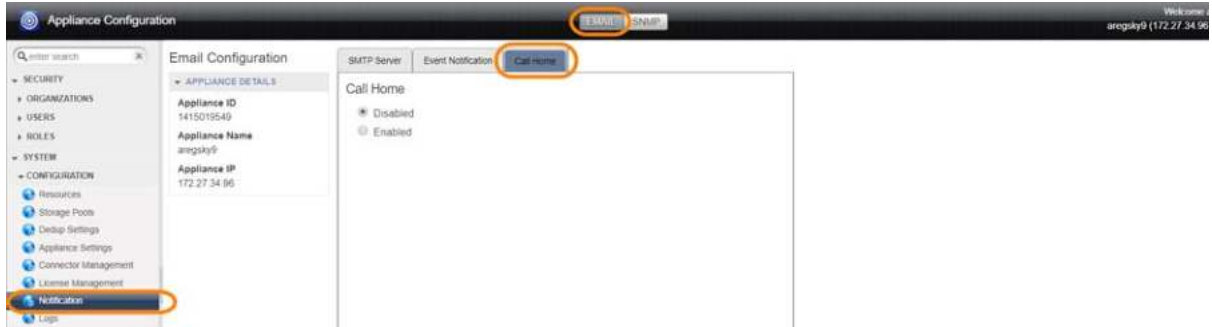 Appliance Configuration
EMAIL
SNMP
Welcome
aregsky9 (172.27.34.96
enter search
SECURITY
ORGANIZATIONS
USERS
ROLES
SYSTEM
CONFIGURATION
Resources
Storage Pools
Dedup Settings
Appliance Settings
Connector Management
License Management
Notification
Logs
Email Configuration
APPLIANCE DETAILS
Appliance ID
1415019549
Appliance Name
aregsky9
Appliance IP
172.27.34.96
SMTP Server
Event Notification
Call Home
Call Home
Disabled
Enabled